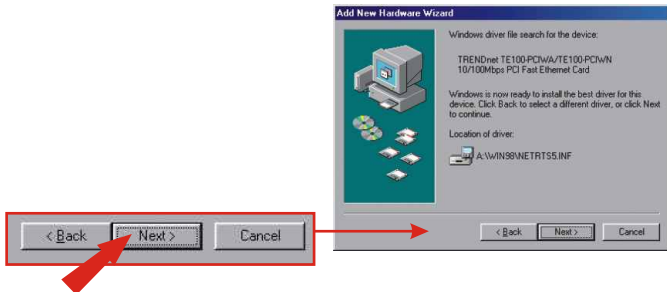 Add New Hardware Wizard
Windows driver file search for the device:
TRENDnet TE100-PCIWA/TE100-PCIWN
10/100Mbps PCI Fast Ethernet Card
Windows is now ready to install the best driver for this
device. Click Back to select a different driver, or click Next
to continue.
Location of driver:
A:\WIN98\NETRTS5.INF
< Back Next > Cancel
< Back Next > Cancel